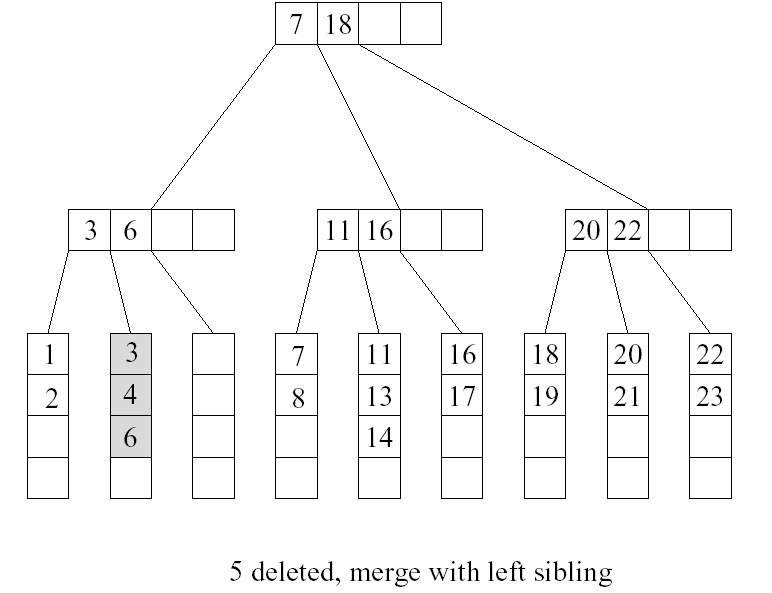 7 18
3 6 11 16 20 22
1 3 7 11 16 18 20 22
2 4 8 13 17 19 21 23
6 14
5 deleted, merge with left sibling